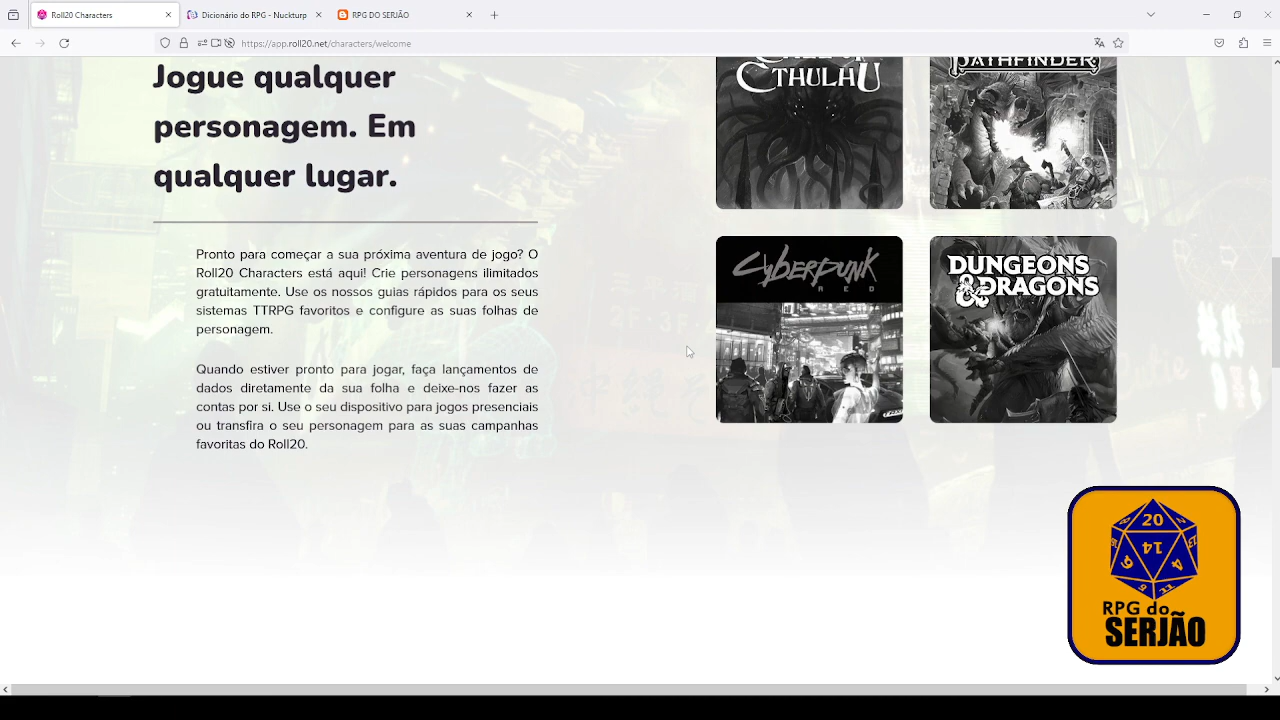 Roll20 Characters
Dicionário do RPG - Nuckturp
RPG DO SERJÃO
https://app.roll20.net/characters/welcome
Jogue qualquer
personagem. Em
qualquer lugar.
Pronto para começar a sua próxima aventura de jogo? O
Roll20 Characters está aqui! Crie personagens ilimitados
gratuitamente. Use os nossos guias rápidos para os seus
sistemas TTRPG favoritos e configure as suas folhas de
personagem.
Quando estiver pronto para jogar, faça lançamentos de
dados diretamente da sua folha e deixe-nos fazer as
contas por si. Use o seu dispositivo para jogos presenciais
ou transfira o seu personagem para as suas campanhas
favoritas do Roll20.
CTHULHU
PATHFINDER
CYBERPUNK
RED
DUNGEONS
& DRAGONS
20
14
6
4
9
11
RPG do
SERJÃO